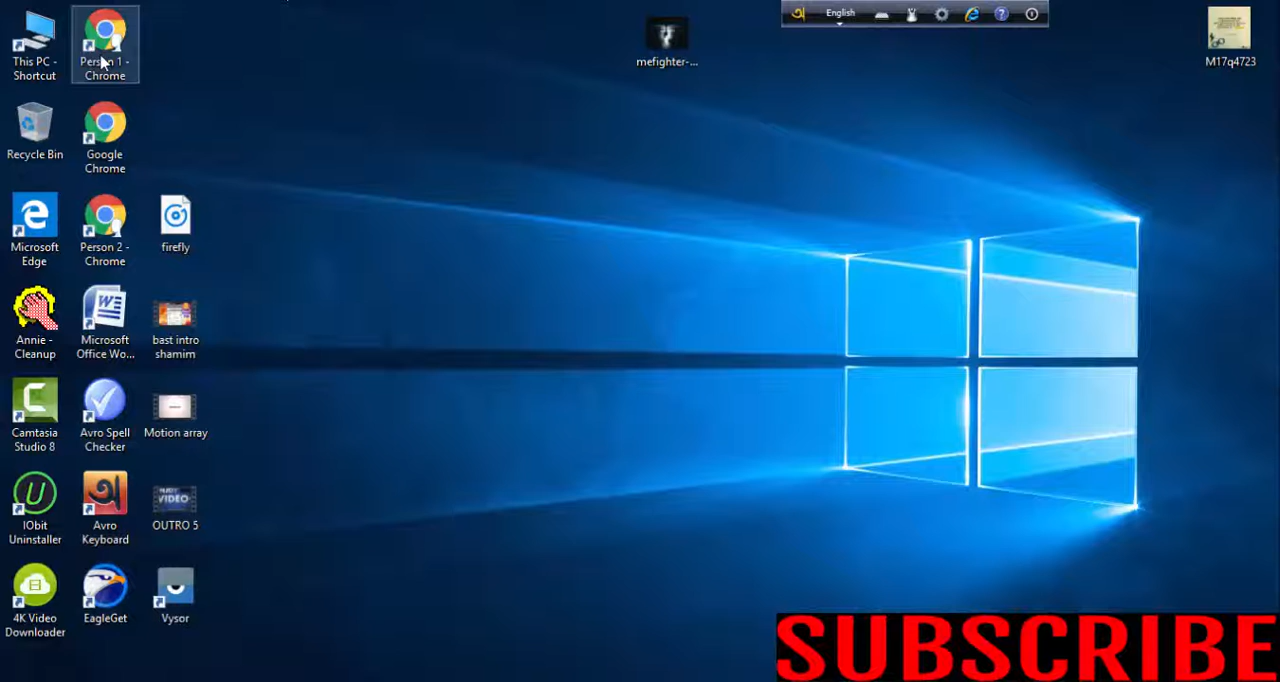 This PC -
Shortcut
Person 1 -
Chrome
mefighter-...
অ
English
M17q4723
Recycle Bin
Google
Chrome
Microsoft
Edge
Person 2 -
Chrome
firefly
Annie -
Cleanup
Microsoft
Office Wo...
bast intro
shamim
Camtasia
Studio 8
Avro Spell
Checker
Motion array
IObit
Uninstaller
Avro
Keyboard
VIDEO
OUTRO 5
4K Video
Downloader
EagleGet
Vysor
SUBSCRIBE